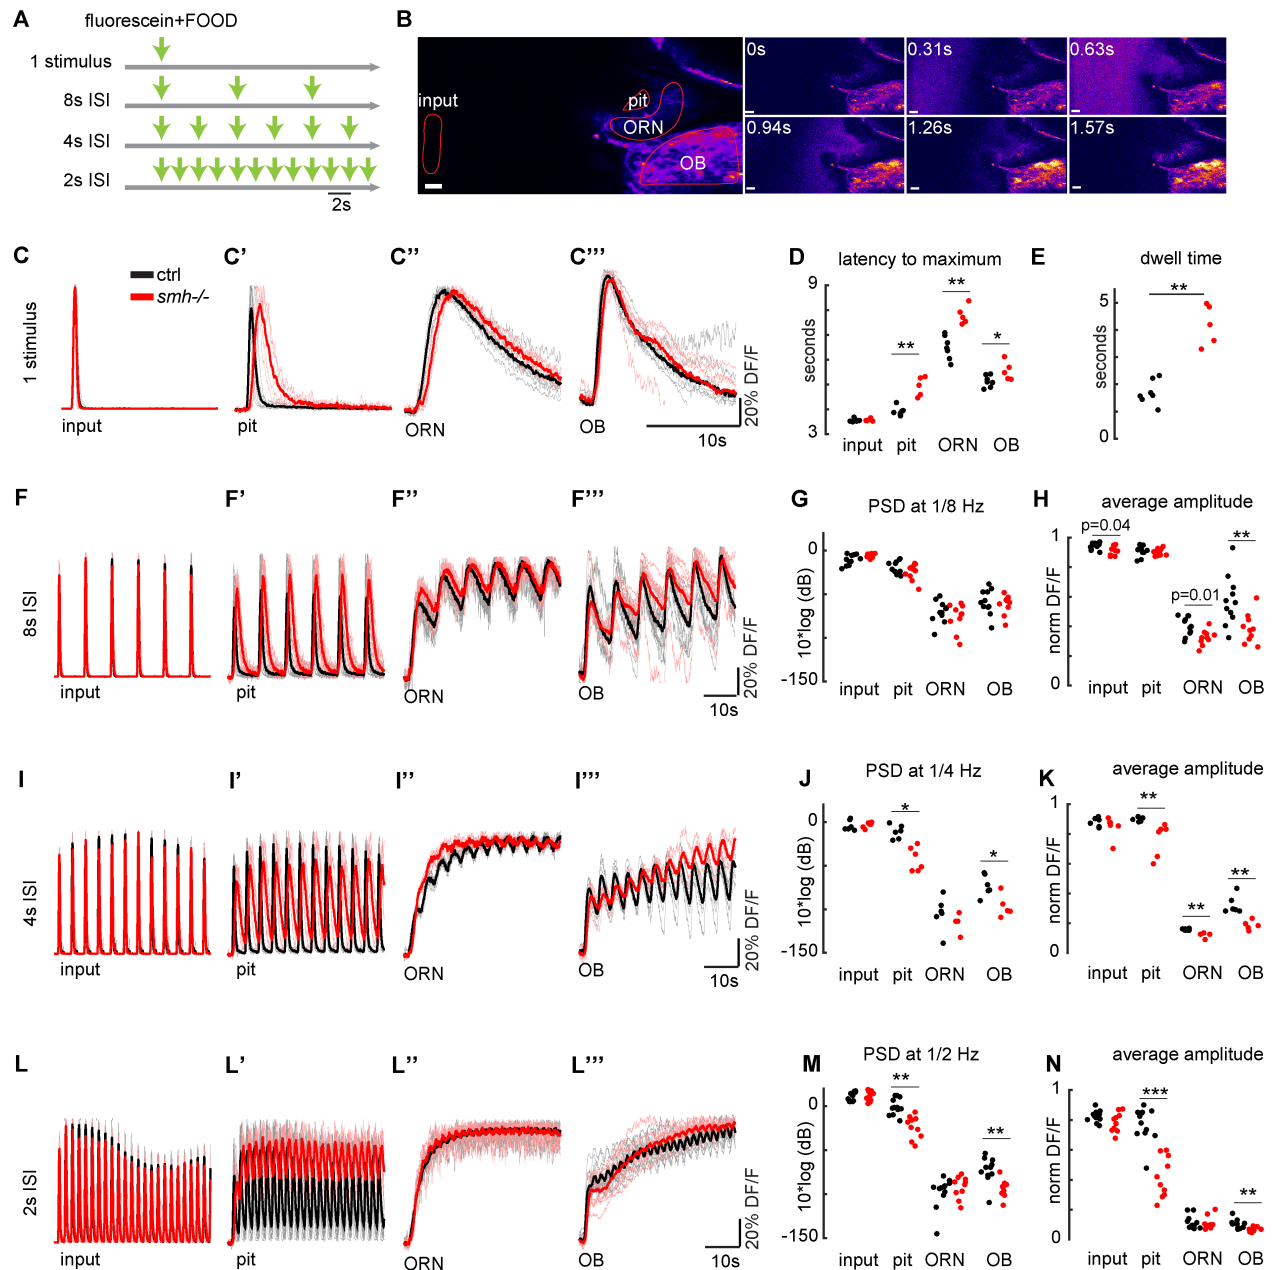 A
fluorescein+FOOD
1 stimulus
8s ISI
4s ISI
2s ISI
2s
B
input
pit
ORN
OB
0s
0.31s
0.63s
0.94s
1.26s
1.57s
C
ctrl
smh-/-
1 stimulus
input
C’
pit
C’’
ORN
C’’’
OB
20% DF/F
10s
D
latency to maximum
9
seconds
3
**
**
*
input pit ORN OB
E
dwell time
5
seconds
0
**
F
8s ISI
input
F’
pit
F’’
ORN
F’’’
OB
20% DF/F
10s
G
PSD at 1/8 Hz
0
10*log (dB)
-150
input pit ORN OB
H
average amplitude
1
norm DF/F
0
p=0.04
p=0.01
**
input pit ORN OB
I
4s ISI
input
I’
pit
I’’
ORN
I’’’
OB
20% DF/F
10s
J
PSD at 1/4 Hz
0
10*log (dB)
-150
*
*
input pit ORN OB
K
average amplitude
1
norm DF/F
0
**
**
**
input pit ORN OB
L
2s ISI
input
L’
pit
L’’
ORN
L’’’
OB
20% DF/F
10s
M
PSD at 1/2 Hz
0
10*log (dB)
-150
**
**
input pit ORN OB
N
average amplitude
1
norm DF/F
0
***
**
input pit ORN OB